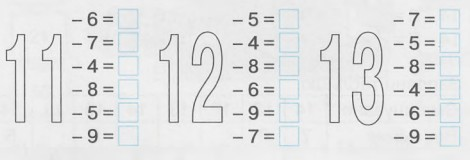 11
− 6 =
− 7 =
− 4 =
− 8 =
− 5 =
− 9 =
12
− 5 =
− 4 =
− 8 =
− 6 =
− 9 =
− 7 =
13
− 7 =
− 5 =
− 8 =
− 4 =
− 6 =
− 9 =